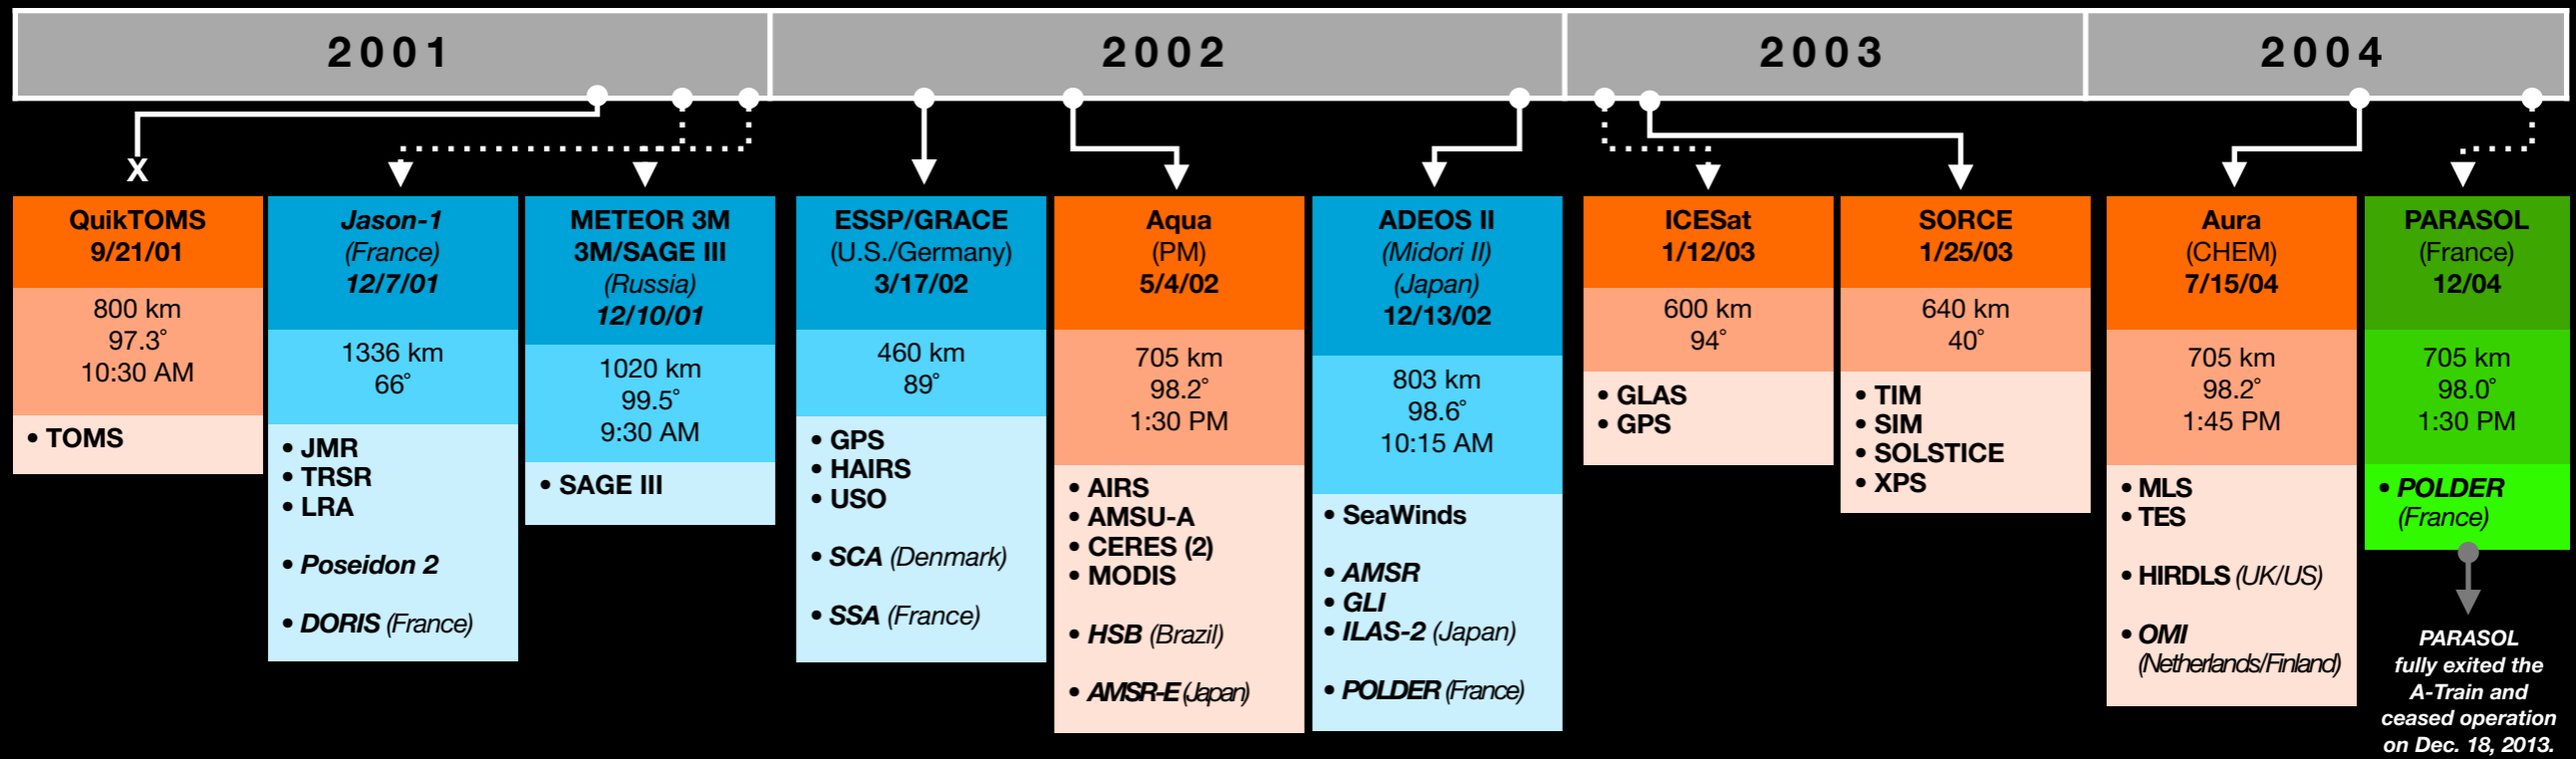 2001
2002
2003
2004
X
QuikTOMS
9/21/01
800 km
97.3°
10:30 AM
• TOMS
Jason-1
(France)
12/7/01
1336 km
66°
• JMR
• TRSR
• LRA
• Poseidon 2
• DORIS (France)
METEOR 3M
3M/SAGE III
(Russia)
12/10/01
1020 km
99.5°
9:30 AM
• SAGE III
ESSP/GRACE
(U.S./Germany)
3/17/02
460 km
89°
• GPS
• HAIRS
• USO
• SCA (Denmark)
• SSA (France)
Aqua
(PM)
5/4/02
705 km
98.2°
1:30 PM
• AIRS
• AMSU-A
• CERES (2)
• MODIS
• HSB (Brazil)
• AMSR-E (Japan)
ADEOS II
(Midori II)
(Japan)
12/13/02
803 km
98.6°
10:15 AM
• SeaWinds
• AMSR
• GLI
• ILAS-2 (Japan)
• POLDER (France)
ICESat
1/12/03
600 km
94°
• GLAS
• GPS
SORCE
1/25/03
640 km
40°
• TIM
• SIM
• SOLSTICE
• XPS
Aura
(CHEM)
7/15/04
705 km
98.2°
1:45 PM
• MLS
• TES
• HIRDLS (UK/US)
• OMI
(Netherlands/Finland)
PARASOL
(France)
12/04
705 km
98.0°
1:30 PM
• POLDER
(France)
PARASOL
fully exited the
A-Train and
ceased operation
on Dec. 18, 2013.